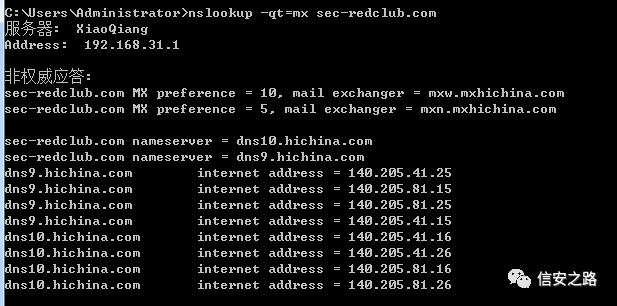 C:\Users\Administrator>nslookup -qt=mx sec-redclub.com
服务器:  XiaoQiang
Address:  192.168.31.1
非权威应答:
sec-redclub.com MX preference = 10, mail exchanger = mxw.mxhichina.com
sec-redclub.com MX preference = 5, mail exchanger = mxn.mxhichina.com
sec-redclub.com nameserver = dns10.hichina.com
sec-redclub.com nameserver = dns9.hichina.com
dns9.hichina.com        internet address = 140.205.41.25
dns9.hichina.com        internet address = 140.205.81.15
dns9.hichina.com        internet address = 140.205.81.25
dns9.hichina.com        internet address = 140.205.41.15
dns10.hichina.com       internet address = 140.205.41.16
dns10.hichina.com       internet address = 140.205.41.26
dns10.hichina.com       internet address = 140.205.81.16
dns10.hichina.com       internet address = 140.205.81.26
信安之路